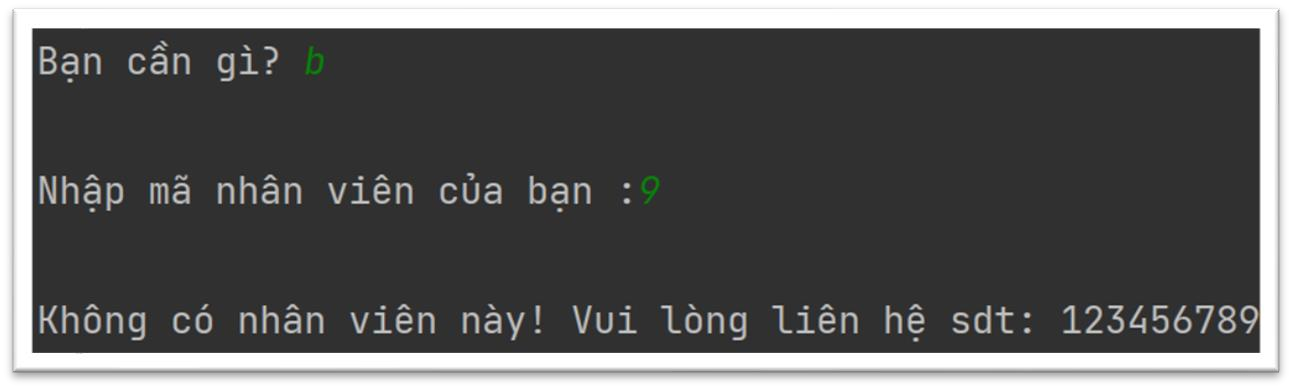 Bạn cần gì? b
Nhập mã nhân viên của bạn :9
Không có nhân viên này! Vui lòng liên hệ sdt: 123456789